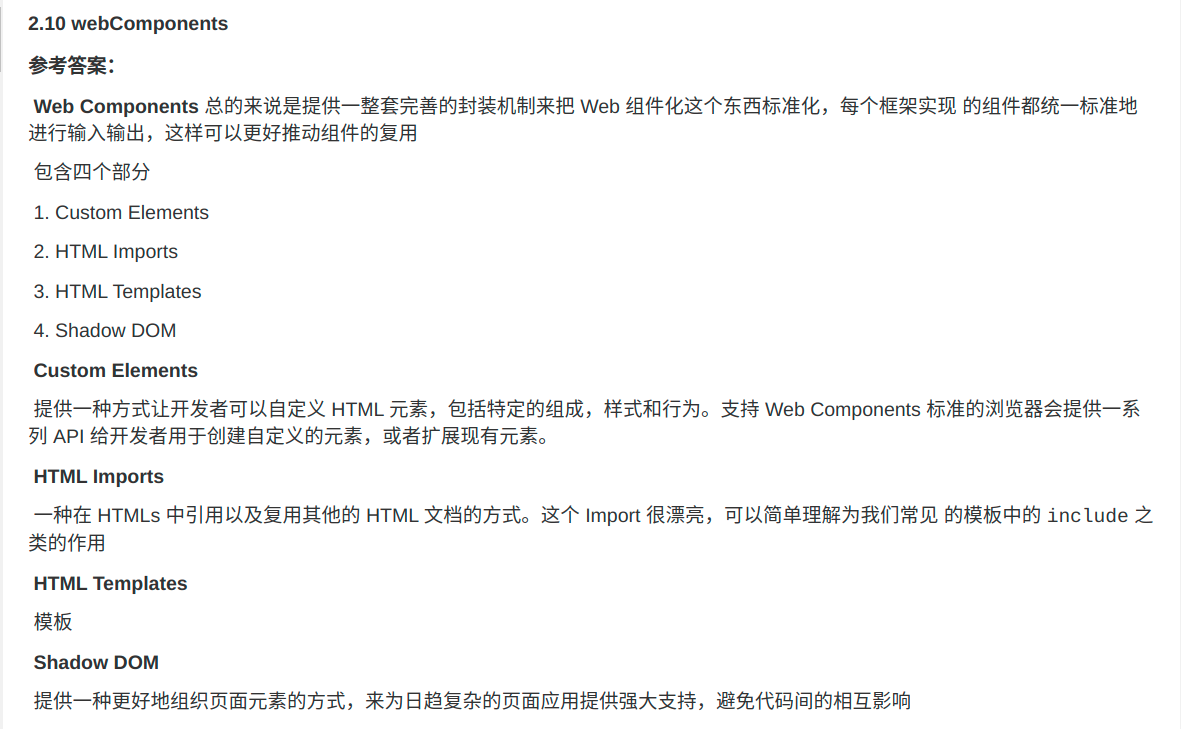 2.10 webComponents
参考答案：
Web Components 总的来说是提供一整套完善的封装机制来把 Web 组件化这个东西标准化，每个框架实现 的组件都统一标准地
进行输入输出，这样可以更好推动组件的复用
包含四个部分
1. Custom Elements
2. HTML Imports
3. HTML Templates
4. Shadow DOM
Custom Elements
提供一种方式让开发者可以自定义 HTML 元素，包括特定的组成，样式和行为。支持 Web Components 标准的浏览器会提供一系
列 API 给开发者用于创建自定义的元素，或者扩展现有元素。
HTML Imports
一种在 HTMLs 中引用以及复用其他的 HTML 文档的方式。这个 Import 很漂亮，可以简单理解为我们常见 的模板中的 include 之
类的作用
HTML Templates
模板
Shadow DOM
提供一种更好地组织页面元素的方式，来为日趋复杂的页面应用提供强大支持，避免代码间的相互影响